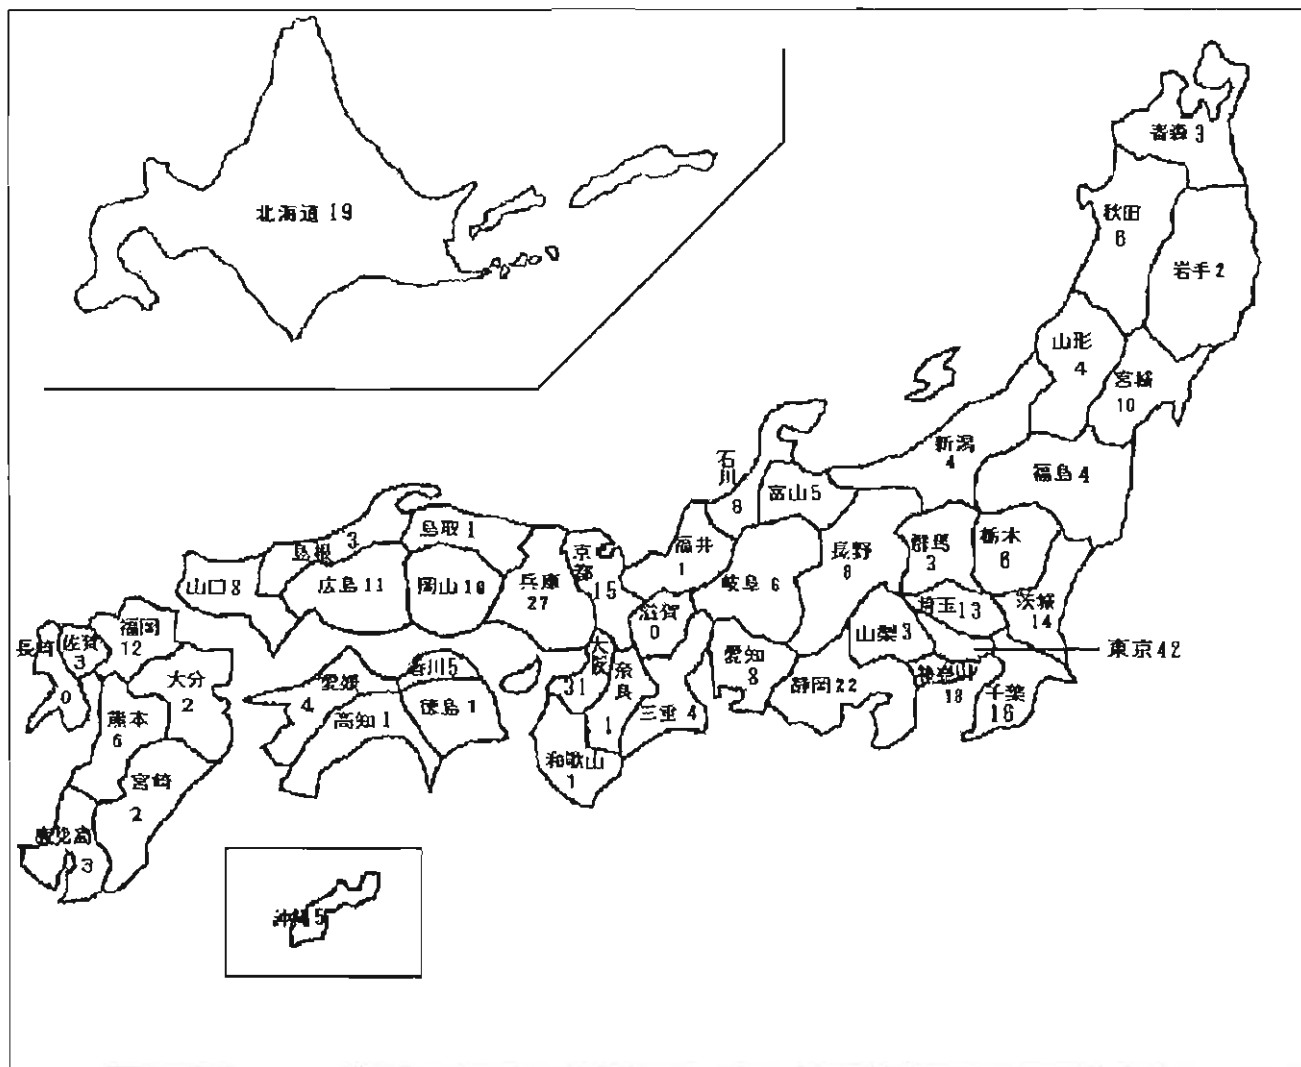 北海道 19
青森 3
秋田
6
岩手 2
山形
4
宮城
10
新潟
4
福島 4
石川
8
富山 5
福井
1
岐阜 6
長野
8
群馬
3
栃木
6
茨城
14
埼玉 13
東京 42
千葉
16
神奈川
18
山梨 3
静岡 22
愛知
8
三重 4
滋賀
0
京都
15
大阪
31
奈良
1
和歌山
1
兵庫
27
鳥取 1
島根 3
岡山
広島 11
山口 8
香川 5
徳島 1
愛媛
4
高知 1
福岡
12
佐賀
3
長崎
0
大分
2
熊本
6
宮崎
2
鹿児島
3
沖縄 5